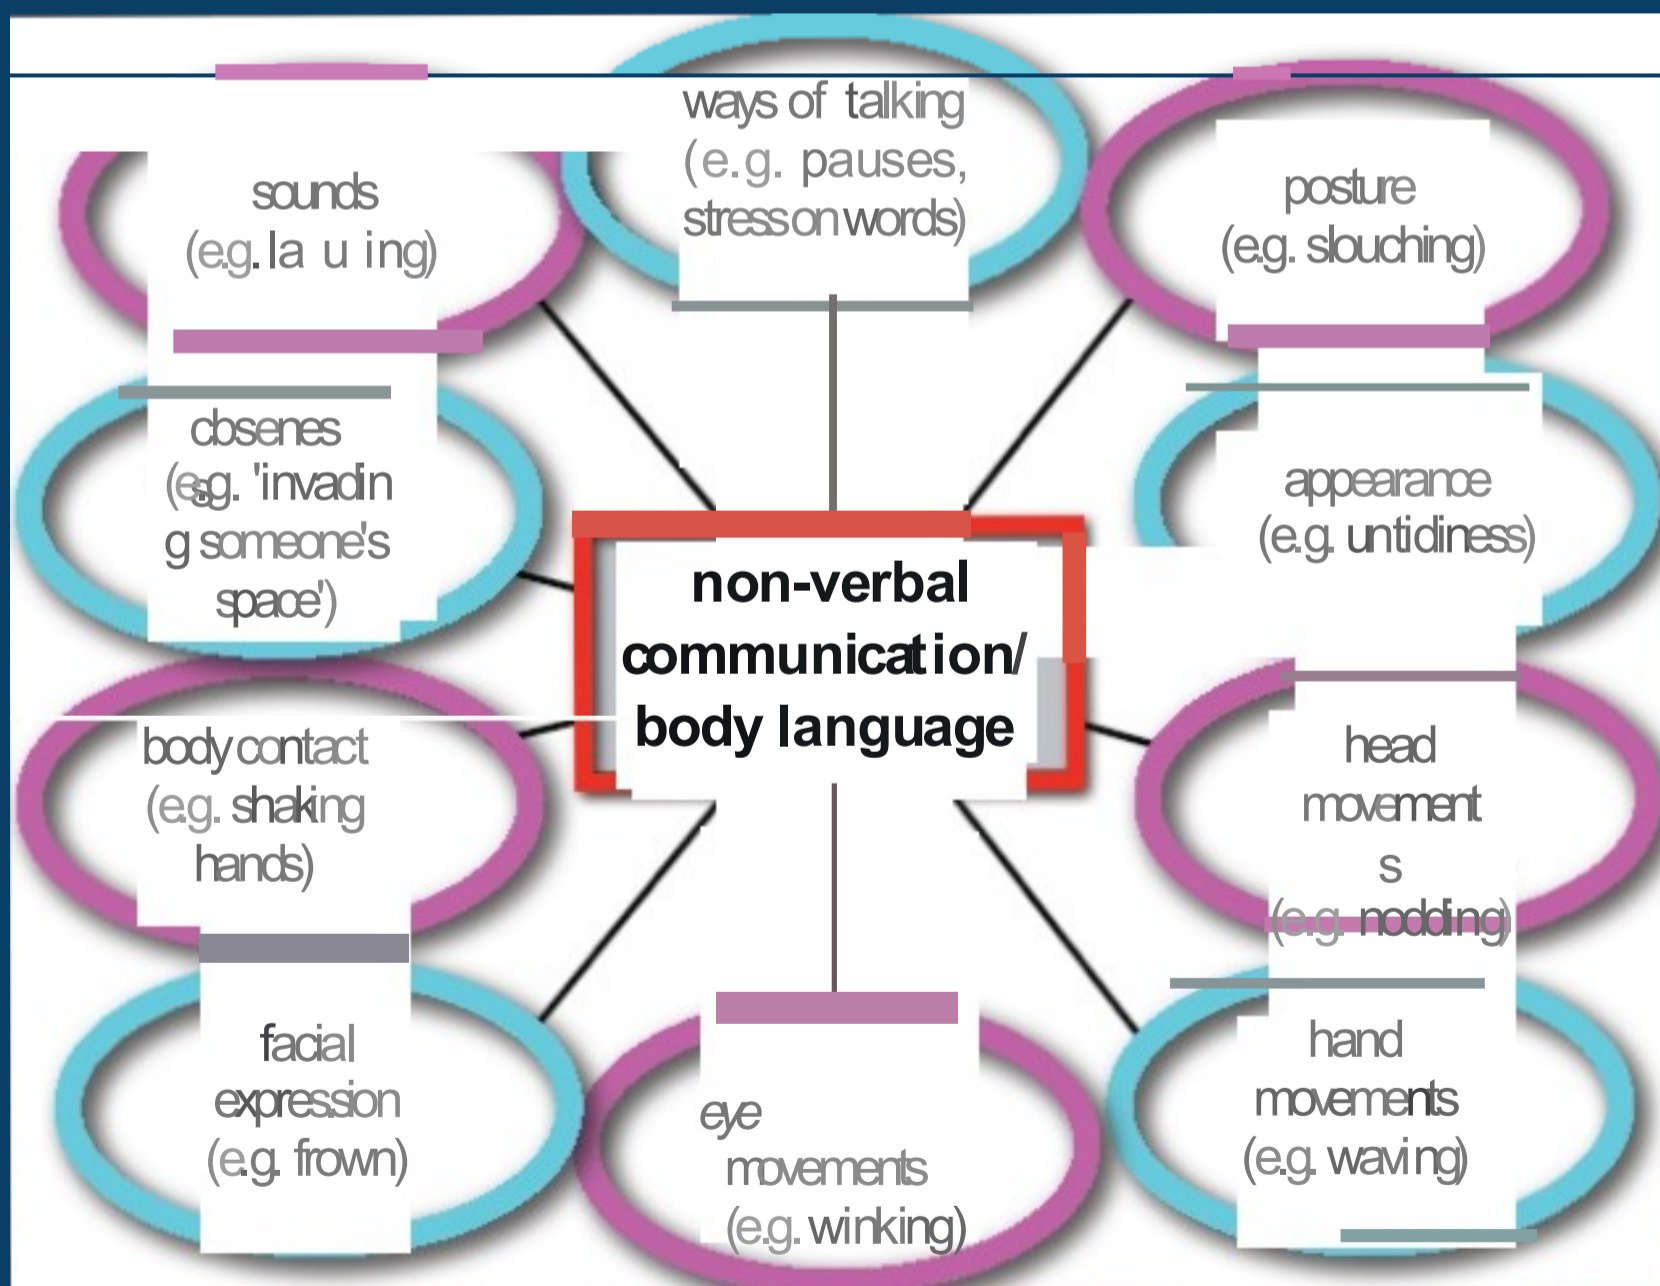 ways of talking
(e.g. pauses,
stress on words)
sounds
(e.g. la u ing)
posture
(e.g. slouching)
cbsenes
(e.g. 'invadin
g someone's
space')
appearance
(e.g. untidiness)
non-verbal
communication/
body language
body contact
(e.g. shaking
hands)
head
movement
s
(e.g. nodding)
facial
expression
(e.g. frown)
eye
movements
(e.g. winking)
hand
movements
(e.g. waving)